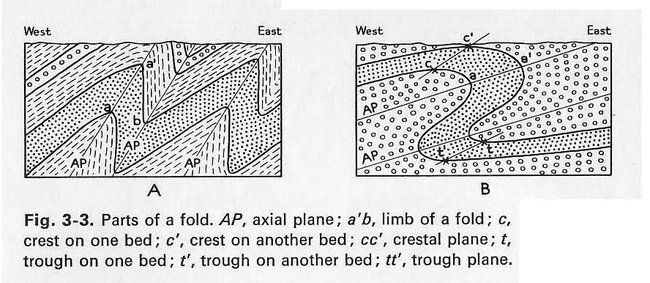 West East West East
c'
a' c a'
a
a b AP
AP AP AP AP
t' t
A B
Fig. 3-3. Parts of a fold. AP, axial plane; a'b, limb of a fold; c,
crest on one bed; c', crest on another bed; cc', crestal plane; t,
trough on one bed; t', trough on another bed; tt', trough plane.